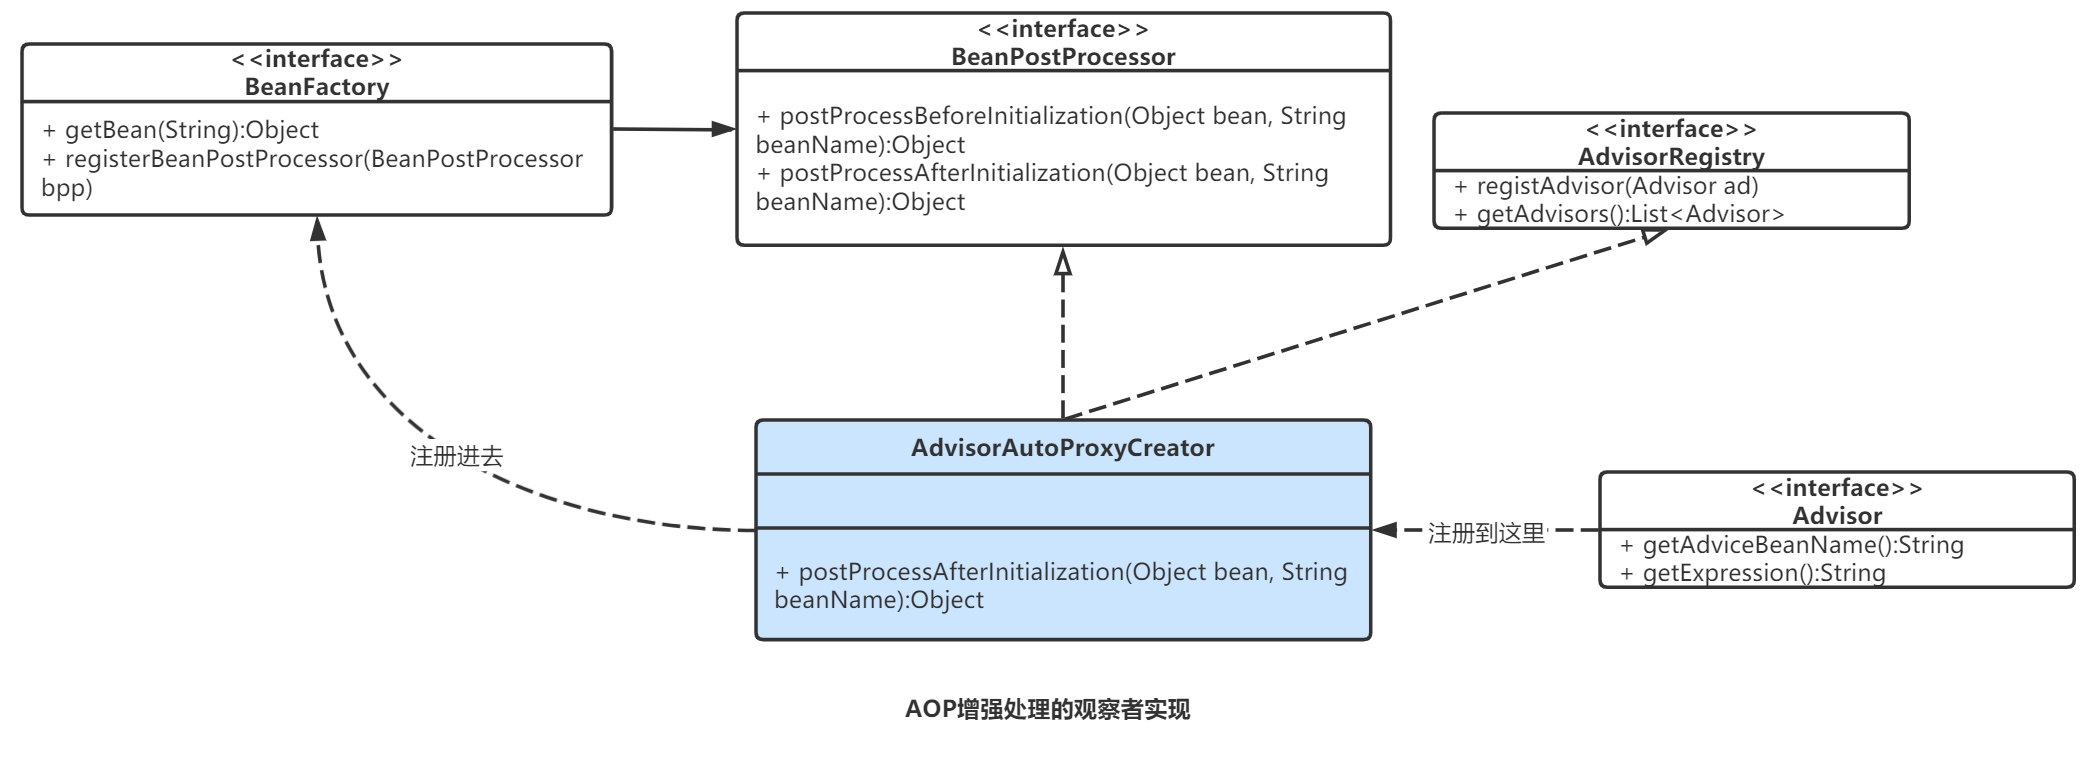 <<interface>>
BeanFactory
+ getBean(String):Object
+ registerBeanPostProcessor(BeanPostProcessor
bpp)
<<interface>>
BeanPostProcessor
+ postProcessBeforeInitialization(Object bean, String
beanName):Object
+ postProcessAfterInitialization(Object bean, String
beanName):Object
<<interface>>
AdvisorRegistry
+ registAdvisor(Advisor ad)
+ getAdvisors():List<Advisor>
注册进去
AdvisorAutoProxyCreator
+ postProcessAfterInitialization(Object bean, String
beanName):Object
注册到这里
<<interface>>
Advisor
+ getAdviceBeanName():String
+ getExpression():String
AOP增强处理的观察者实现